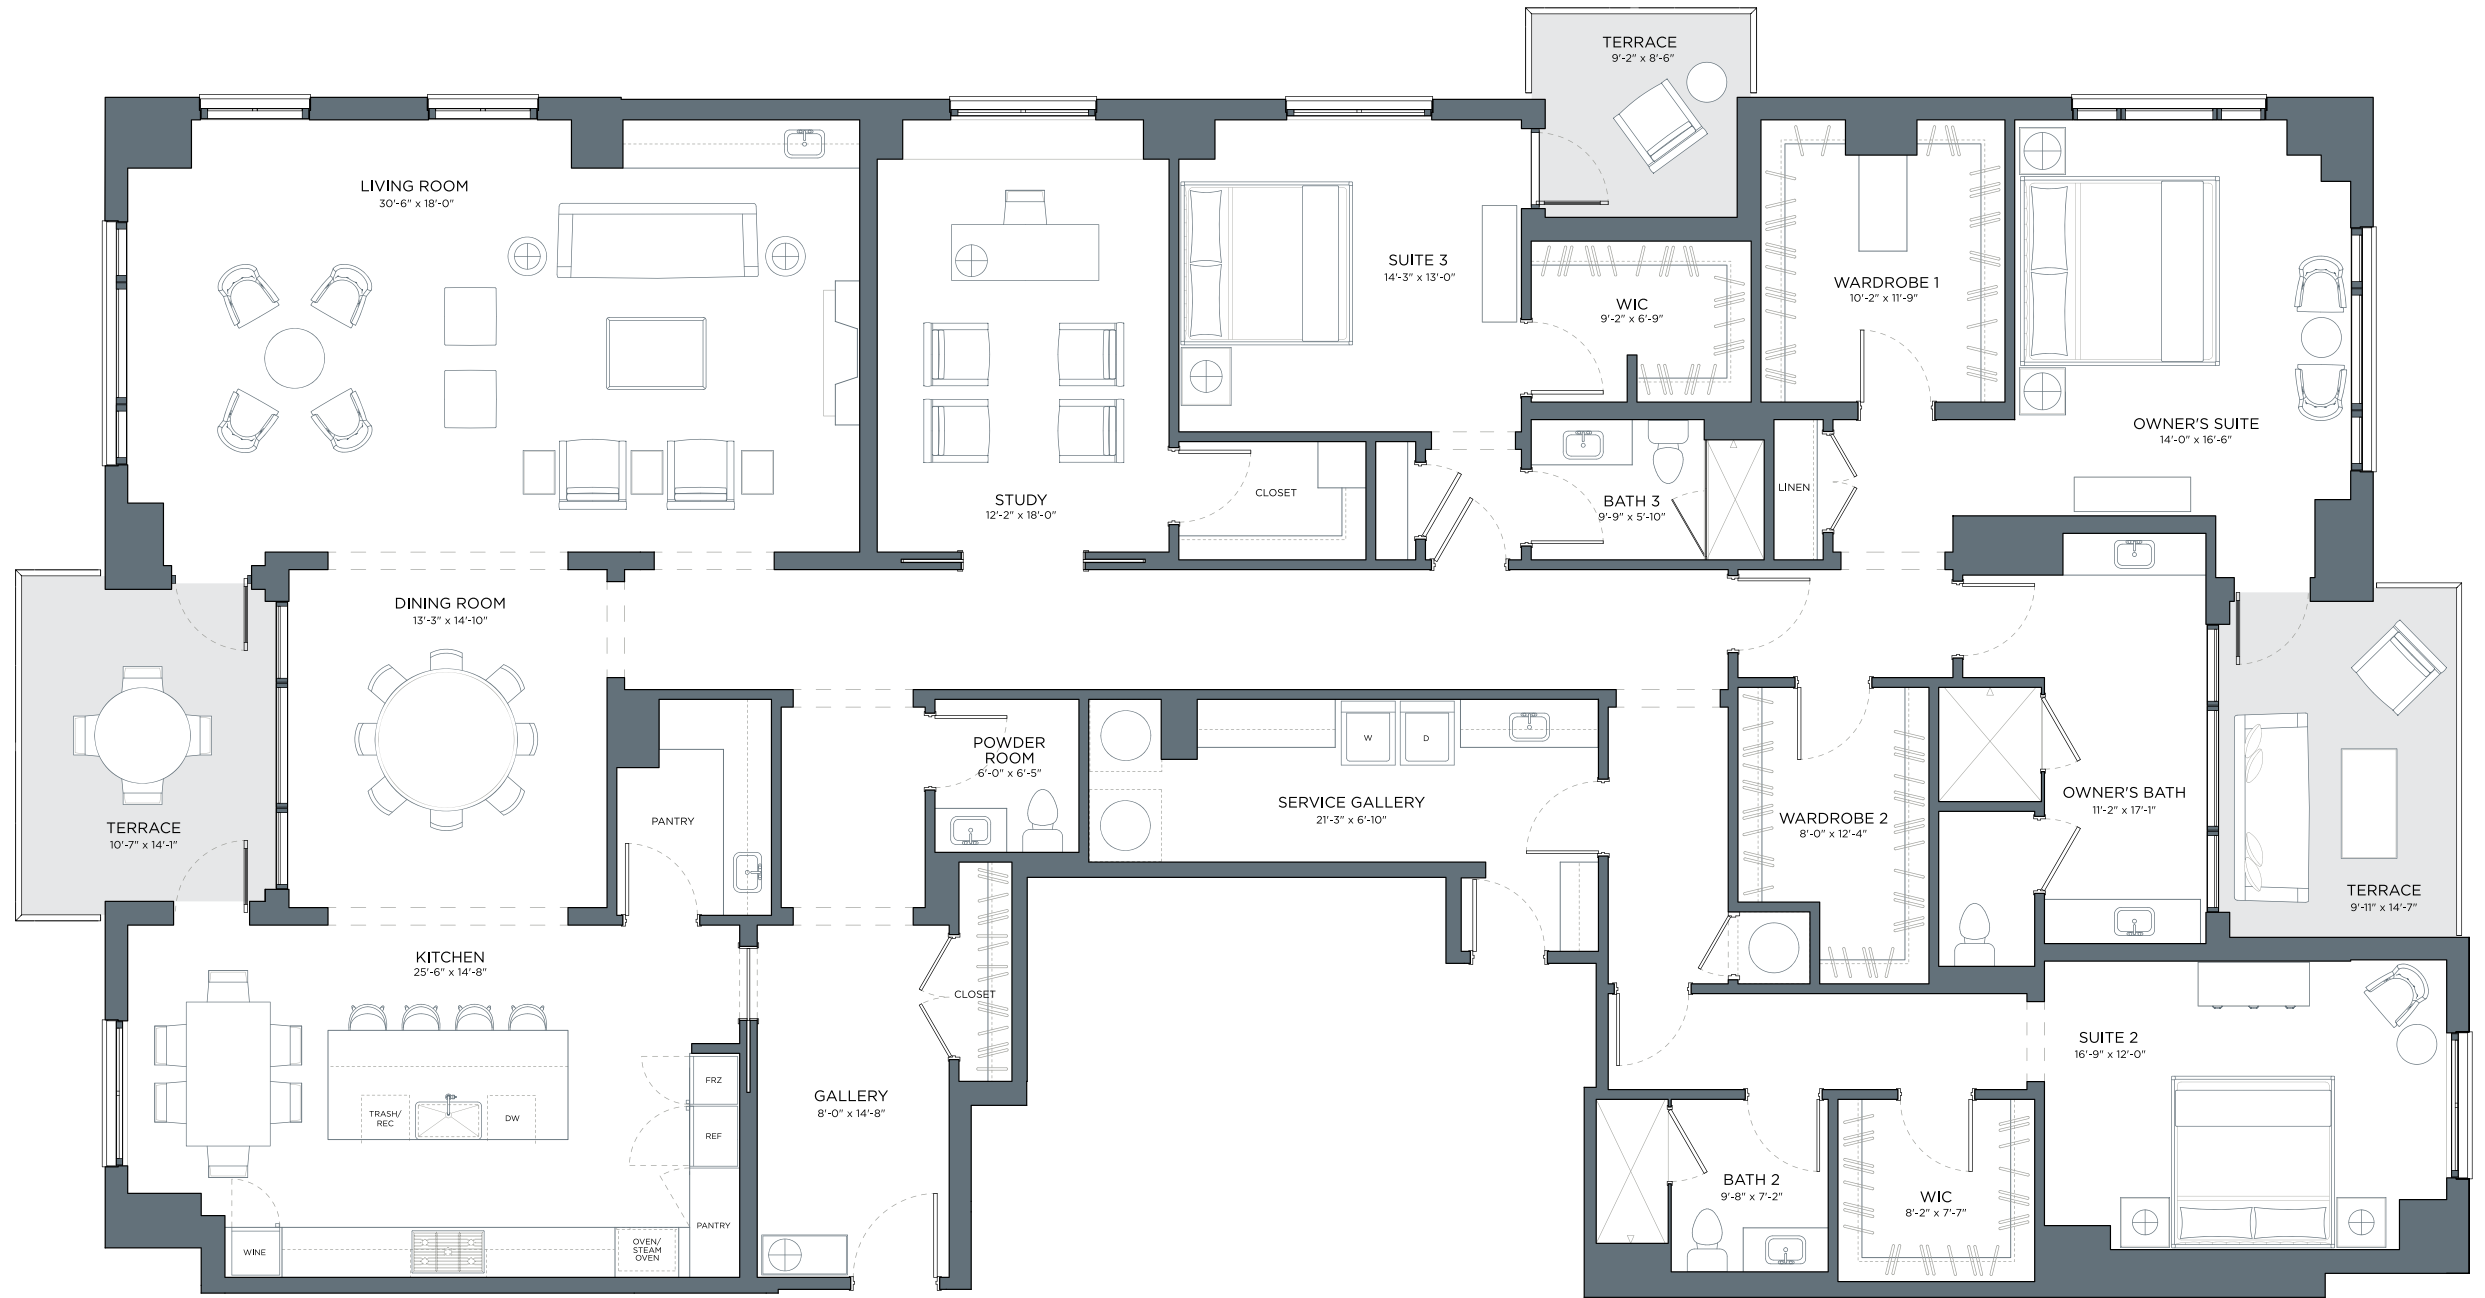 TERRACE
9'-2" x 8'-6"
LIVING ROOM
30'-6" x 18'-0"
SUITE 3
14'-3" x 13'-0"
WIC
9'-2" x 6'-9"
WARDROBE 1
10'-2" x 11'-9"
OWNER'S SUITE
14'-0" x 16'-6"
STUDY
12'-2" x 18'-0"
CLOSET
BATH 3
9'-9" x 5'-10"
LINEN
DINING ROOM
13'-3" x 14'-10"
TERRACE
10'-7" x 14'-1"
PANTRY
POWDER
ROOM
6'-0" x 6'-5"
W
D
SERVICE GALLERY
21'-3" x 6'-10"
WARDROBE 2
8'-0" x 12'-4"
OWNER'S BATH
11'-2" x 17'-1"
TERRACE
9'-11" x 14'-7"
KITCHEN
25'-6" x 14'-8"
CLOSET
GALLERY
8'-0" x 14'-8"
FRZ
REF
TRASH/
REC
DW
PANTRY
WINE
OVEN/
STEAM
OVEN
SUITE 2
16'-9" x 12'-0"
BATH 2
9'-8" x 7'-2"
WIC
8'-2" x 7'-7"